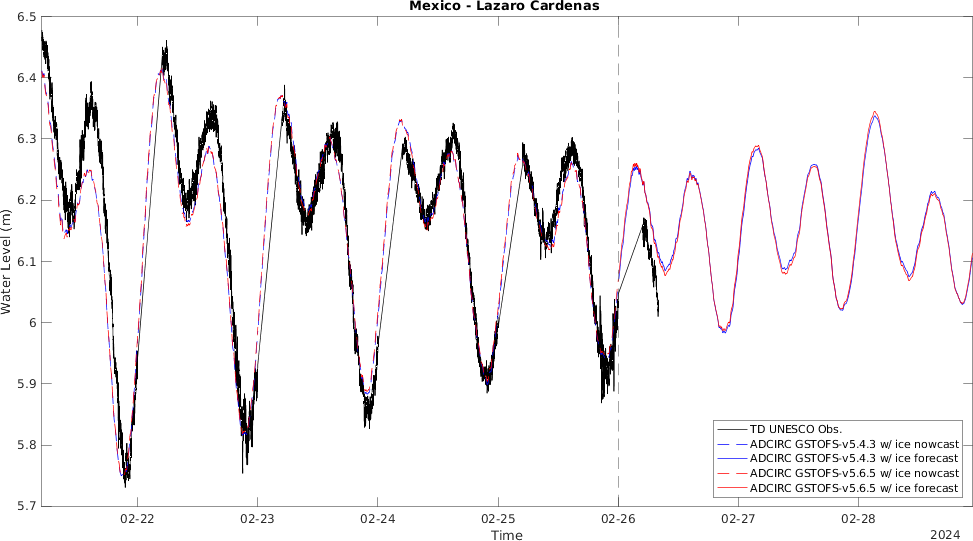 Mexico - Lazaro Cardenas
6.5
6.4
6.3
6.2
6.1
6
5.9
5.8
5.7
Water Level (m)
02-22
02-23
02-24
02-25
02-26
02-27
02-28
Time
2024
TD UNESCO Obs.
ADCIRC GSTOFS-v5.4.3 w/ ice nowcast
ADCIRC GSTOFS-v5.4.3 w/ ice forecast
ADCIRC GSTOFS-v5.6.5 w/ ice nowcast
ADCIRC GSTOFS-v5.6.5 w/ ice forecast